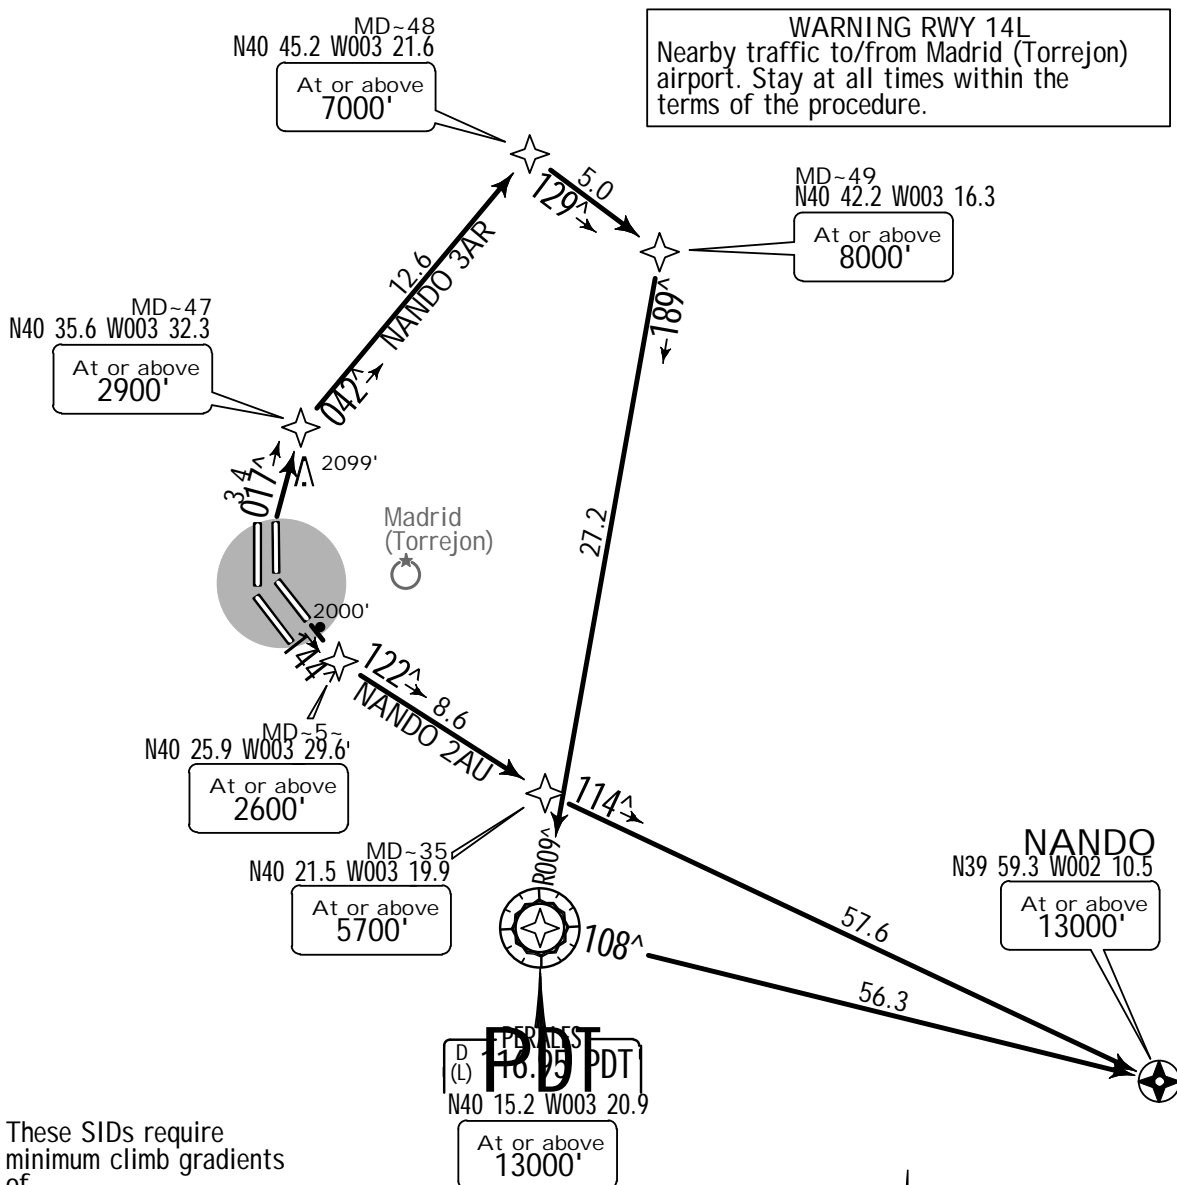 MD~48
N40 45.2 W003 21.6
At or above
7000'
WARNING RWY 14L
Nearby traffic to/from Madrid (Torrejon)
airport. Stay at all times within the
terms of the procedure.
5.0
129^
MD~49
N40 42.2 W003 16.3
At or above
8000'
12.6
NANDO 3AR
042^
189^
MD~47
N40 35.6 W003 32.3
At or above
2900'
2099'
3.4
017^
Madrid
(Torrejon)
27.2
2000'
144^
122^
8.6
NANDO 2AU
MD~5~
N40 25.9 W003 29.6'
At or above
2600'
114^
MD~35
N40 21.5 W003 19.9
At or above
5700'
R009^
NANDO
N39 59.3 W002 10.5
At or above
13000'
57.6
108^
56.3
PERALES
D
(L)
116.95 PDT
PDT
N40 15.2 W003 20.9
At or above
13000'
These SIDs require
minimum climb gradients
of